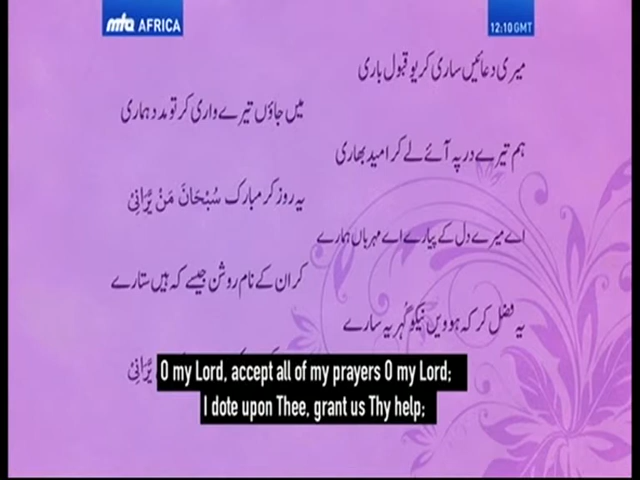 mta AFRICA
12:10 GMT
میری دعائیں ساری کریو قبول باری
میں جاؤں تیرے واری کر تو مدد ہماری
ہم تیرے در پہ آئے لے کر امید بھاری
یہ روز کر مبارک سُبْحَانَ مَنْ یَّرَانِیْ
اے میرے دل کے پیارے اے مہرباں ہمارے
کر ان کے نام روشن جیسے کہ ہیں ستارے
یہ فضل کر کہ ہوویں نیکو گُہر یہ سارے
یَّرَانِیْ
O my Lord, accept all of my prayers O my Lord;
I dote upon Thee, grant us Thy help;